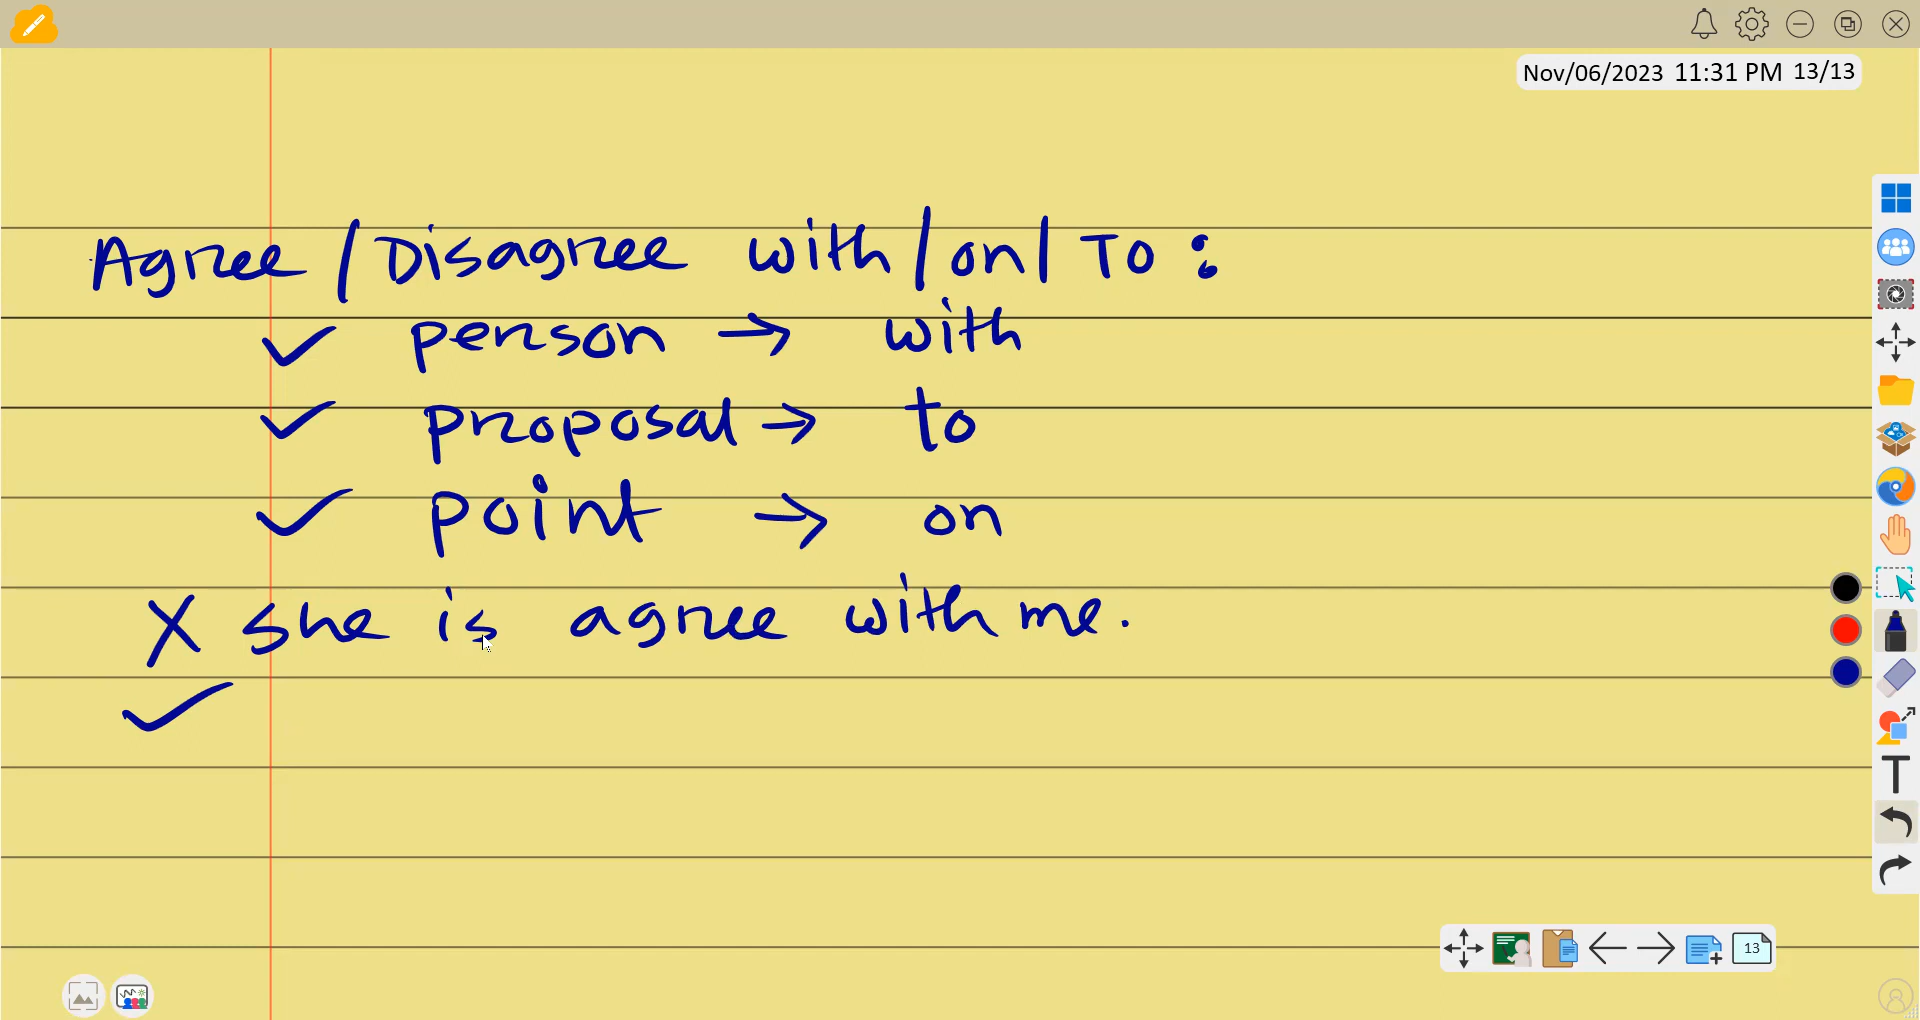 Nov/06/2023 11:31 PM 13/13
Agree / Disagree with / on / To :
✓ person → with
✓ proposal → to
✓ point → on
X she is agree with me.
✓
T
13